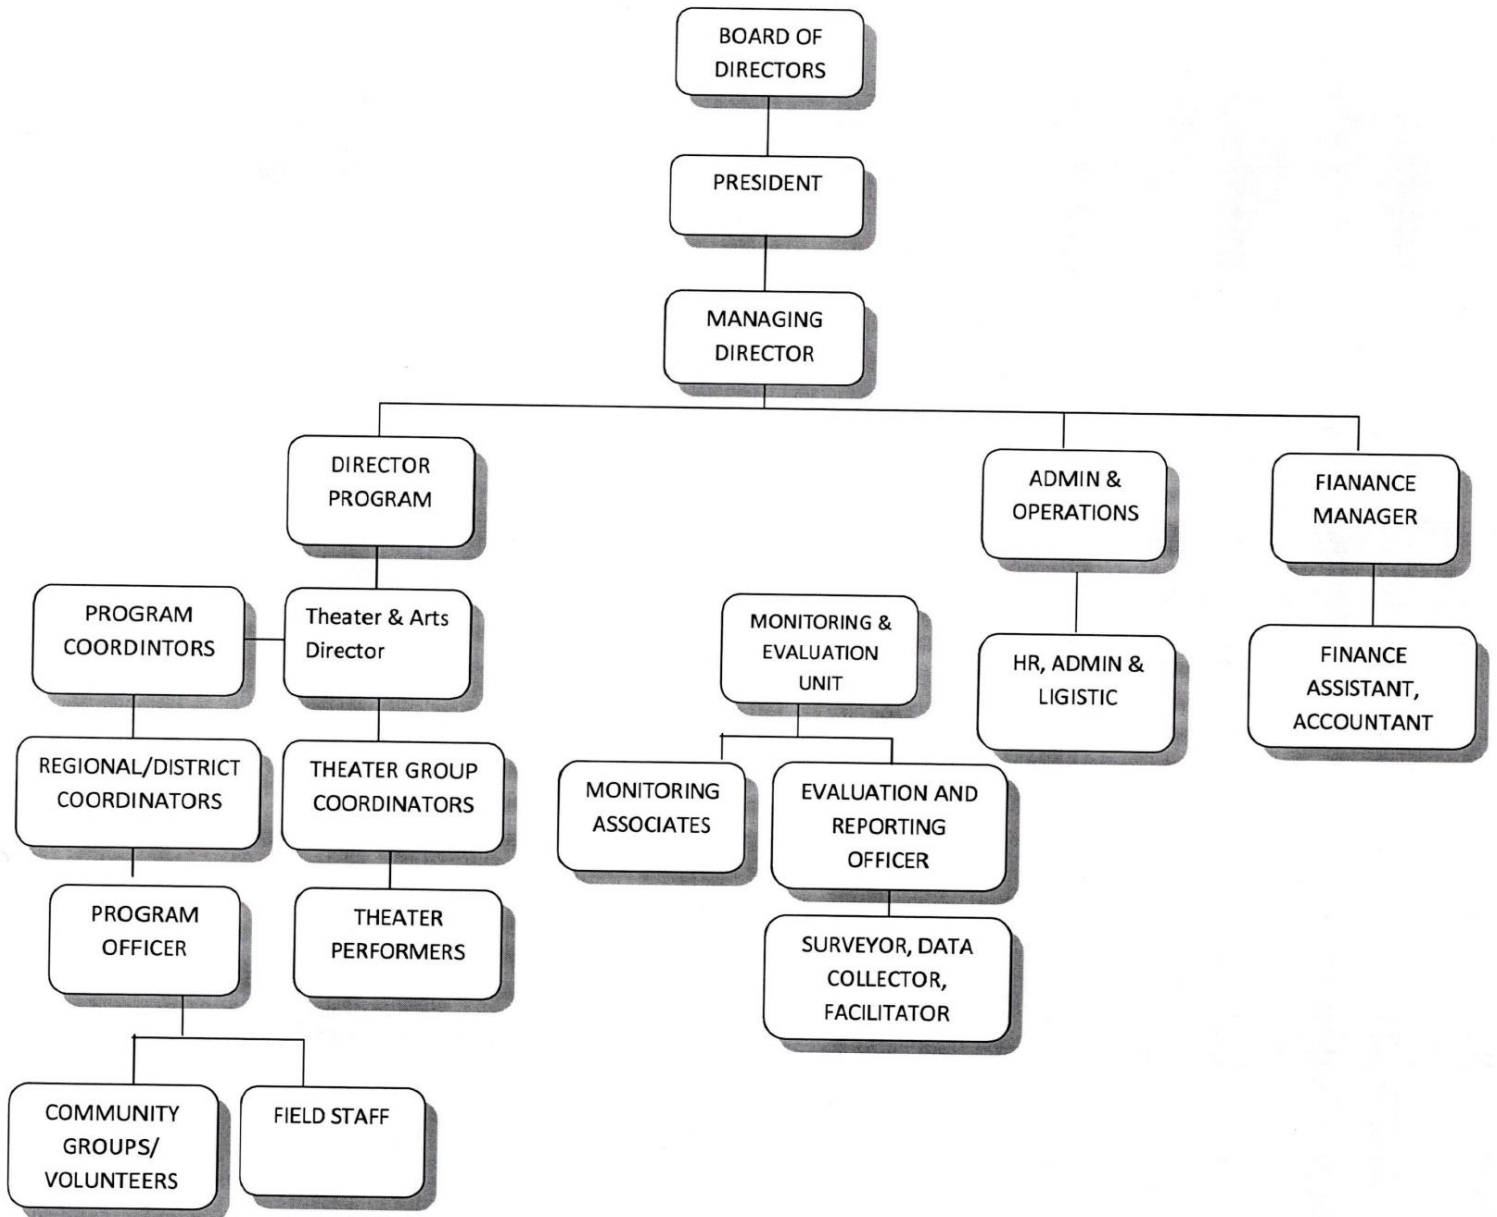 BOARD OF
DIRECTORS
PRESIDENT
MANAGING
DIRECTOR
DIRECTOR
PROGRAM
ADMIN &
OPERATIONS
FIANANCE
MANAGER
PROGRAM
COORDINTORS
Theater & Arts
Director
MONITORING &
EVALUATION
UNIT
HR, ADMIN &
LIGISTIC
FINANCE
ASSISTANT,
ACCOUNTANT
REGIONAL/DISTRICT
COORDINATORS
THEATER GROUP
COORDINATORS
MONITORING
ASSOCIATES
EVALUATION AND
REPORTING
OFFICER
PROGRAM
OFFICER
THEATER
PERFORMERS
SURVEYOR, DATA
COLLECTOR,
FACILITATOR
COMMUNITY
GROUPS/
VOLUNTEERS
FIELD STAFF